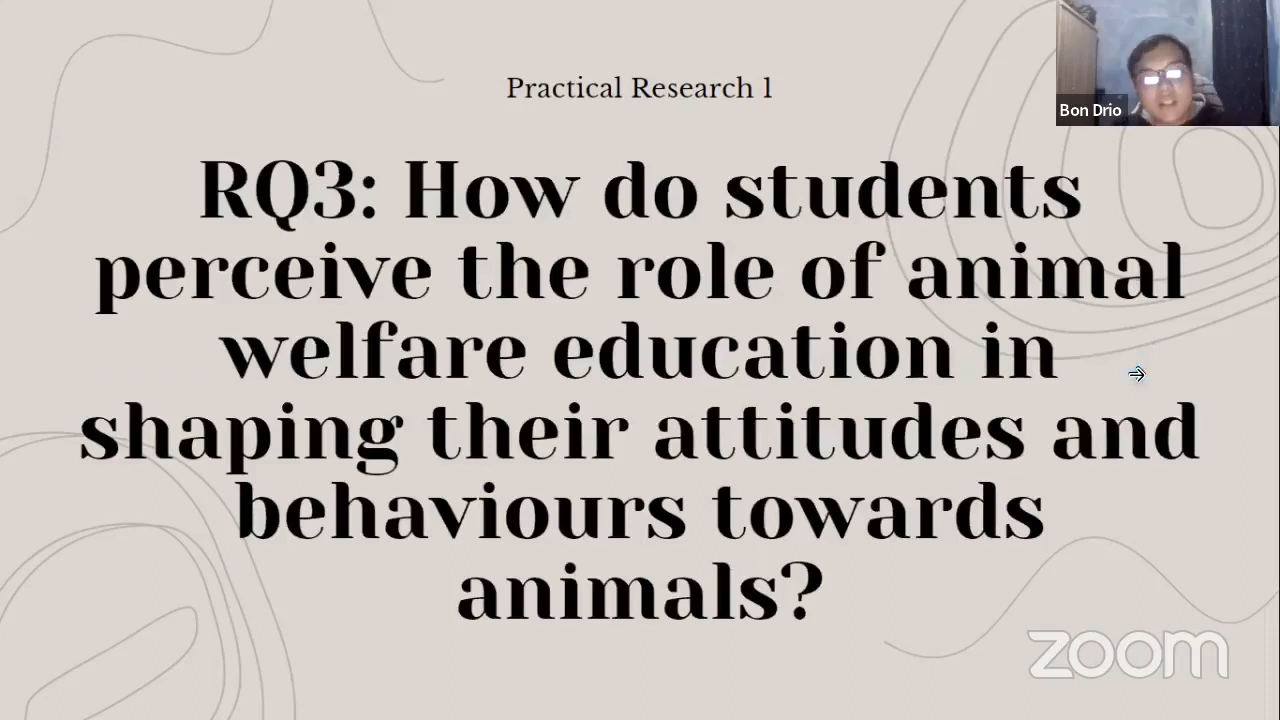 Practical Research 1
Bon Drio
RQ3: How do students
perceive the role of animal
welfare education in
shaping their attitudes and
behaviours towards
animals?
zoom